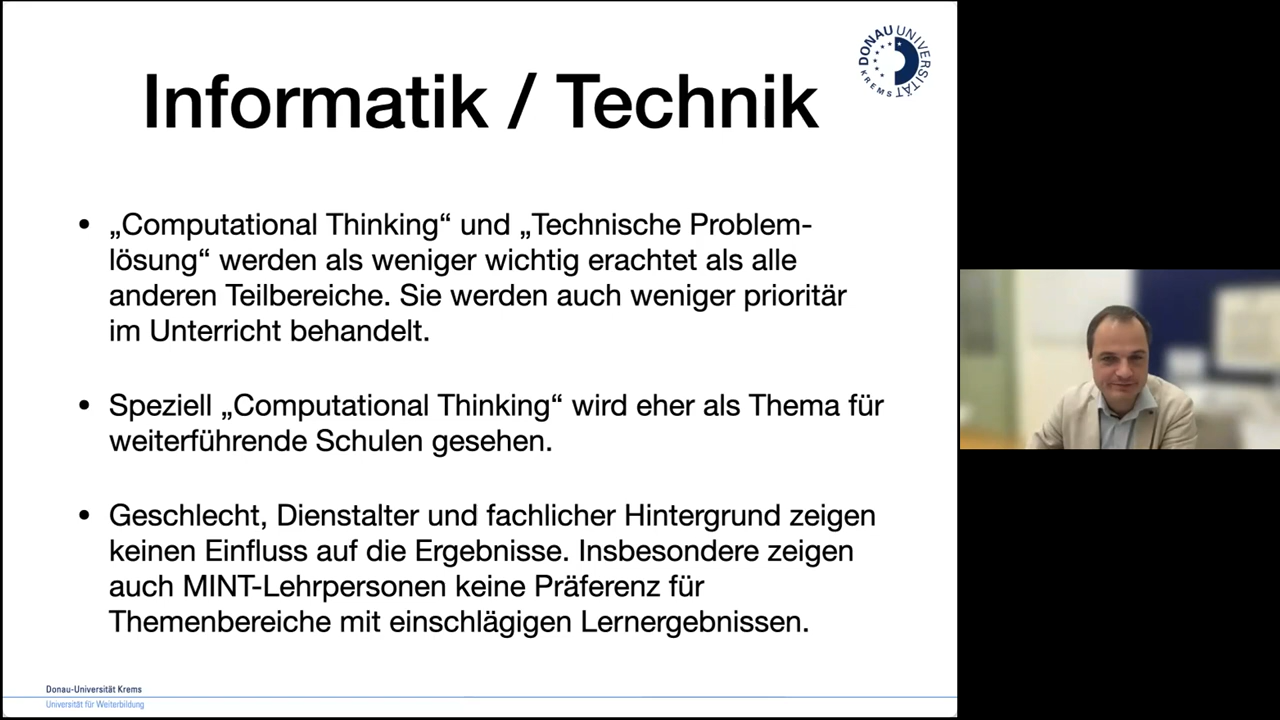 Informatik / Technik
DONAU UNIVERSITÄT KREMS
• „Computational Thinking“ und „Technische Problem-
lösung“ werden als weniger wichtig erachtet als alle
anderen Teilbereiche. Sie werden auch weniger prioritär
im Unterricht behandelt.
• Speziell „Computational Thinking“ wird eher als Thema für
weiterführende Schulen gesehen.
• Geschlecht, Dienstalter und fachlicher Hintergrund zeigen
keinen Einfluss auf die Ergebnisse. Insbesondere zeigen
auch MINT-Lehrpersonen keine Präferenz für
Themenbereiche mit einschlägigen Lernergebnissen.
Donau-Universität Krems
Universität für Weiterbildung